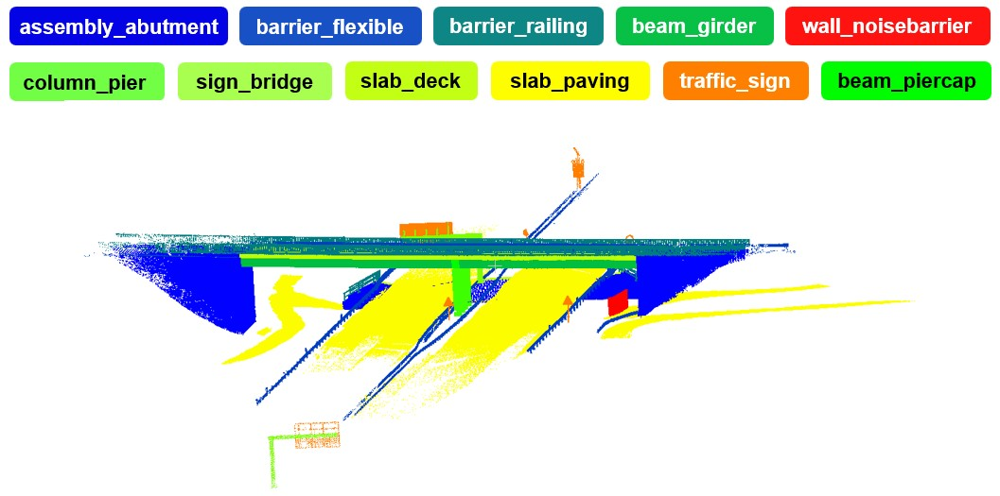 assembly_abutment barrier_flexible barrier_railing beam_girder wall_noisebarrier
column_pier sign_bridge slab_deck slab_paving traffic_sign beam_piercap